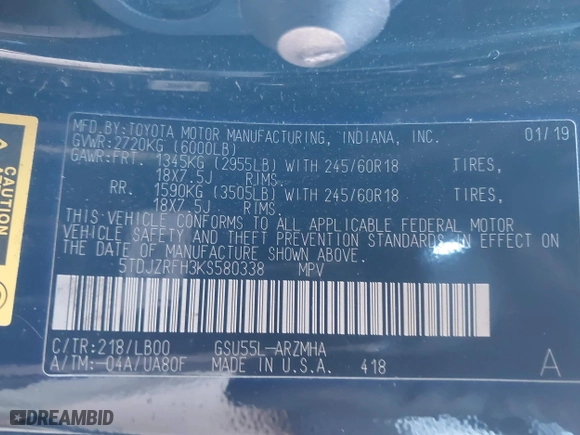 MFD.BY:TOYOTA MOTOR MANUFACTURING, INDIANA, INC. 01/19
GVWR:2720KG (6000LB)
GAWR:FRT. 1345KG (2955LB) WITH 245/60R18 TIRES,
18X7.5J RIMS.
RR. 1590KG (3505LB) WITH 245/60R18 TIRES,
18X7.5J RIMS.
THIS VEHICLE CONFORMS TO ALL APPLICABLE FEDERAL MOTOR
VEHICLE SAFETY AND THEFT PREVENTION STANDARDS IN EFFECT ON
THE DATE OF MANUFACTURE SHOWN ABOVE.
5TDJZRFH3KS580338 MPV
C/TR:218/LB00 GSU55L-ARZMHA
A/TM:-04A/UA80F MADE IN U.S.A. 418 A
CAUTION
DREAMBID